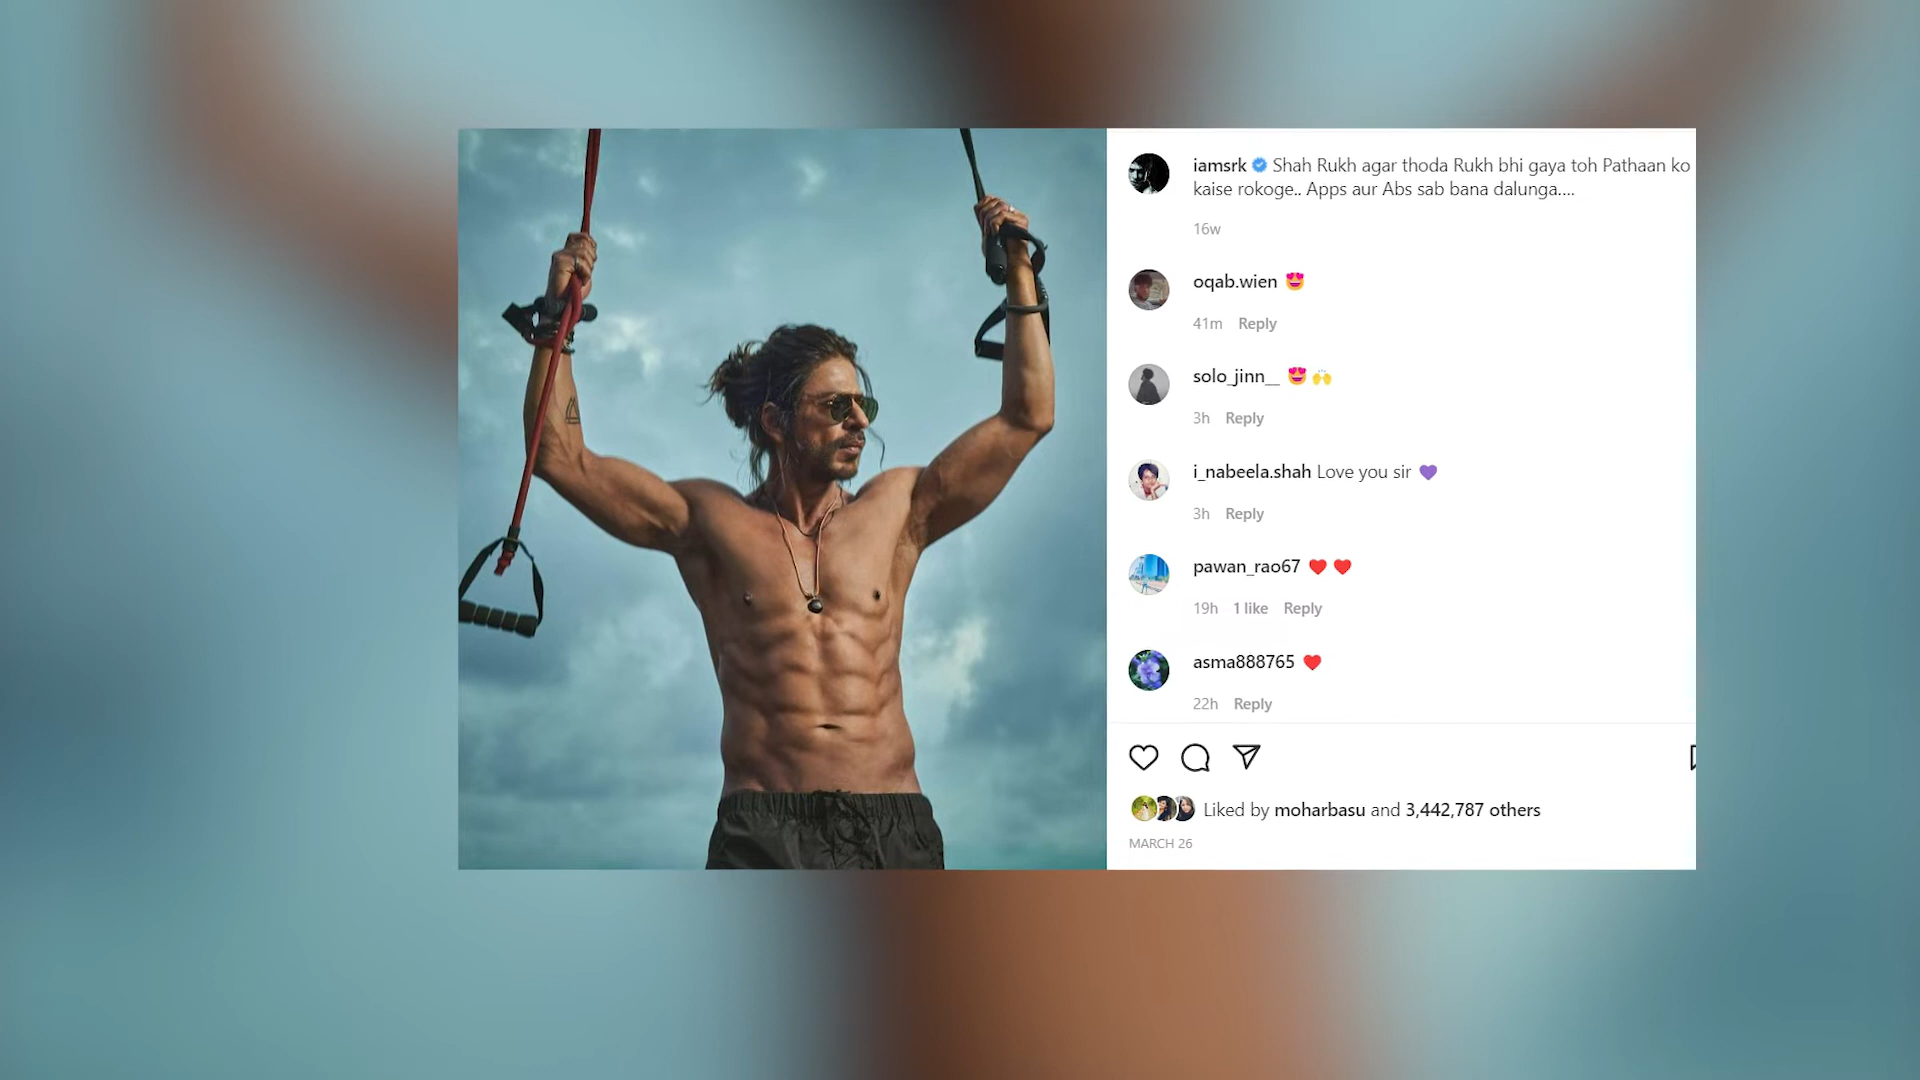 iamsrk Shah Rukh agar thoda Rukh bhi gaya toh Pathaan ko
kaise rokoge.. Apps aur Abs sab bana dalunga....
16w
oqab.wien 😍
41m Reply
solo_jinn__ 😍🙌
3h Reply
i_nabeela.shah Love you sir 💜
3h Reply
pawan_rao67 ❤️❤️
19h 1 like Reply
asma888765 ❤️
22h Reply
Liked by moharbasu and 3,442,787 others
MARCH 26